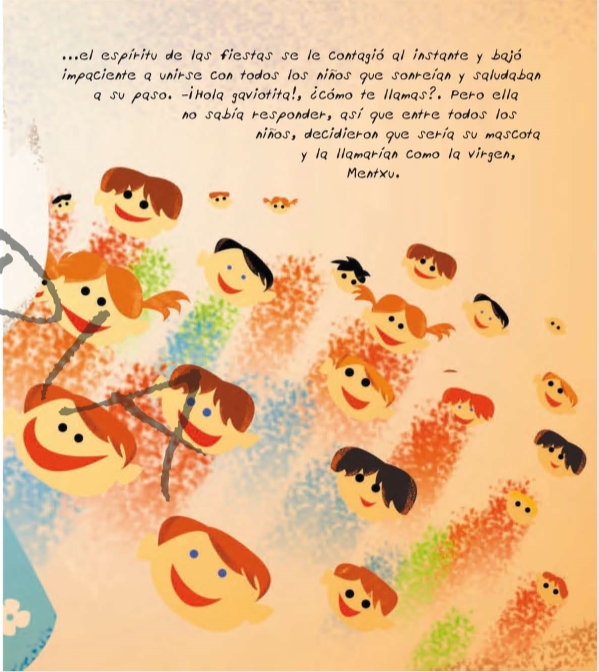 ...el espíritu de las fiestas se le contagió al instante y bajó
impaciente a unirse con todos los niños que sonreían y saludaban
a su paso. -¡Hola gaviotita!, ¿cómo te llamas?. Pero ella
no sabía responder, así que entre todos los
niños, decidieron que sería su mascota
y la llamarían como la virgen,
Mentxu.